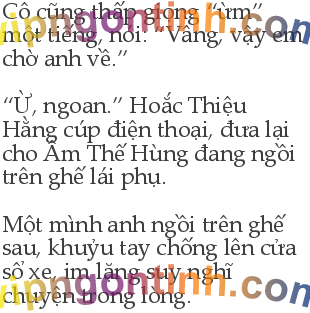 Cô cũng thấp giọng “ừm”
một tiếng, nói: “Vâng, vậy em
chờ anh về.”
“Ừ, ngoan.” Hoắc Thiệu
Hằng cúp điện thoại, đưa lại
cho Âm Thế Hùng đang ngồi
trên ghế lái phụ.
Một mình anh ngồi trên ghế
sau, khuỷu tay chống lên cửa
sổ xe, im lặng suy nghĩ
chuyện trong lòng.